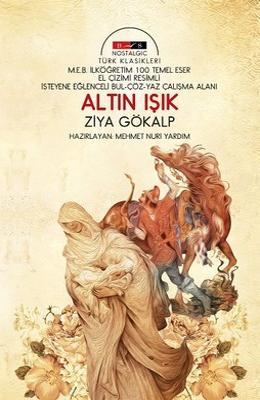 NOSTALGIC
TÜRK KLASİKLERİ
M.E.B. İLKÖĞRETİM 100 TEMEL ESER
EL ÇİZİMİ RESİMLİ
İSTEYENE EĞLENCELİ BUL-ÇÖZ-YAZ ÇALIŞMA ALANI
ALTIN IŞIK
ZİYA GÖKALP
HAZIRLAYAN: MEHMET NURİ YARDIM